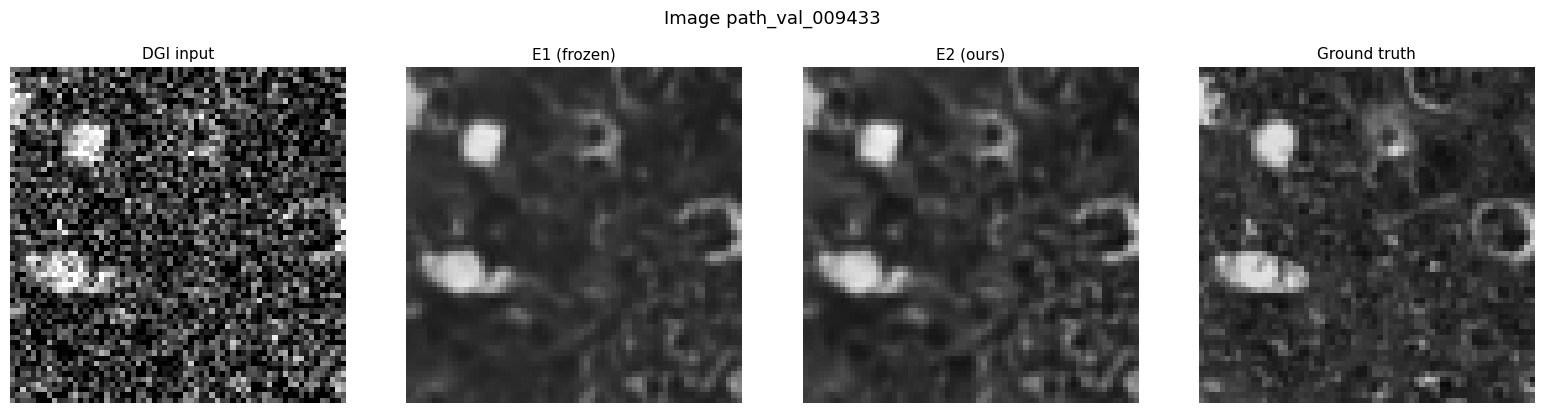 Image path_val_009433
DGI input
E1 (frozen)
E2 (ours)
Ground truth